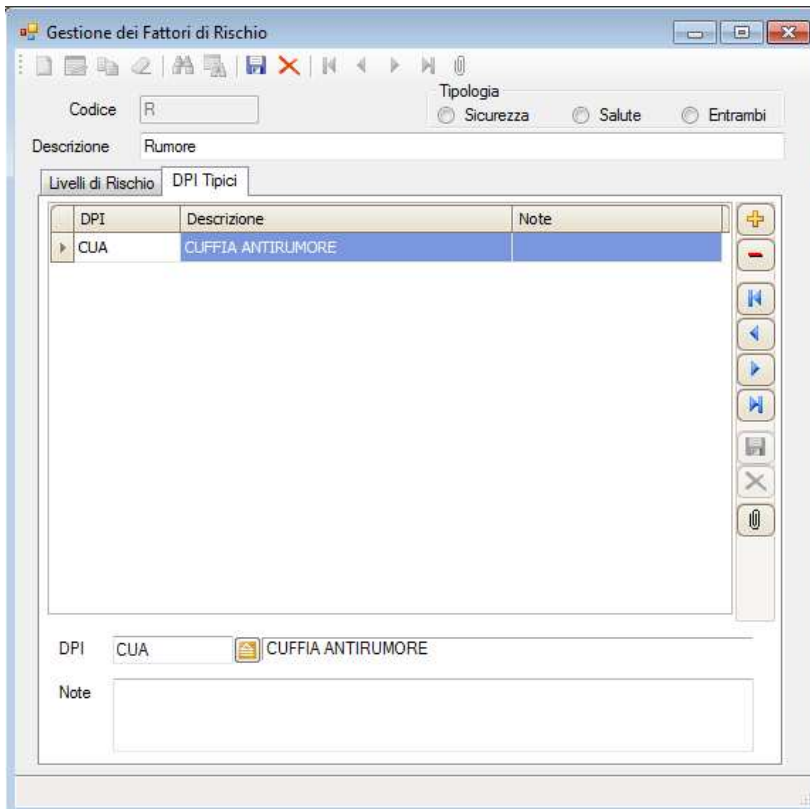 Gestione dei Fattori di Rischio
Tipologia
Codice R Sicurezza Salute Entrambi
Descrizione Rumore
Livelli di Rischio DPI Tipici
DPI Descrizione Note
CUA CUFFIA ANTIRUMORE
DPI CUA CUFFIA ANTIRUMORE
Note